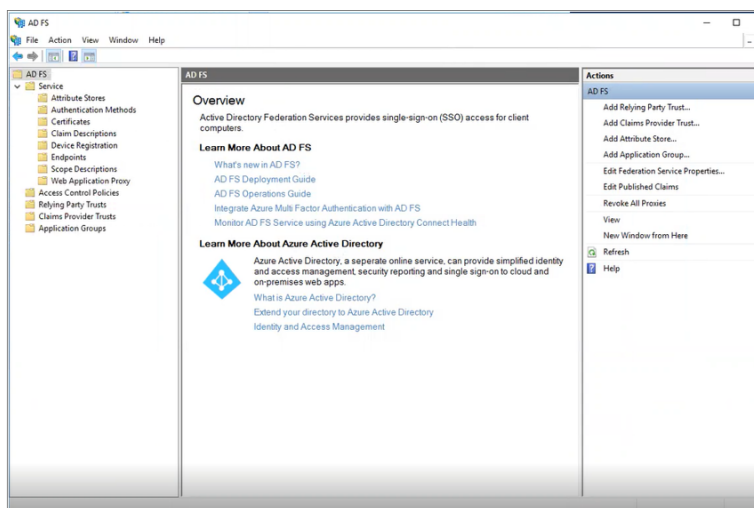 AD FS
File Action View Window Help
AD FS
Service
Attribute Stores
Authentication Methods
Certificates
Claim Descriptions
Device Registration
Endpoints
Scope Descriptions
Web Application Proxy
Access Control Policies
Relying Party Trusts
Claims Provider Trusts
Application Groups
AD FS
Overview
Active Directory Federation Services provides single-sign-on (SSO) access for client
computers.
Learn More About AD FS
What's new in AD FS?
AD FS Deployment Guide
AD FS Operations Guide
Integrate Azure Multi Factor Authentication with AD FS
Monitor AD FS Service using Azure Active Directory Connect Health
Learn More About Azure Active Directory
Azure Active Directory, a seperate online service, can provide simplified identity
and access management, security reporting and single sign-on to cloud and
on-premises web apps.
What is Azure Active Directory?
Extend your directory to Azure Active Directory
Identity and Access Management
Actions
AD FS
Add Relying Party Trust...
Add Claims Provider Trust...
Add Attribute Store...
Add Application Group...
Edit Federation Service Properties...
Edit Published Claims
Revoke All Proxies
View
New Window from Here
Refresh
Help